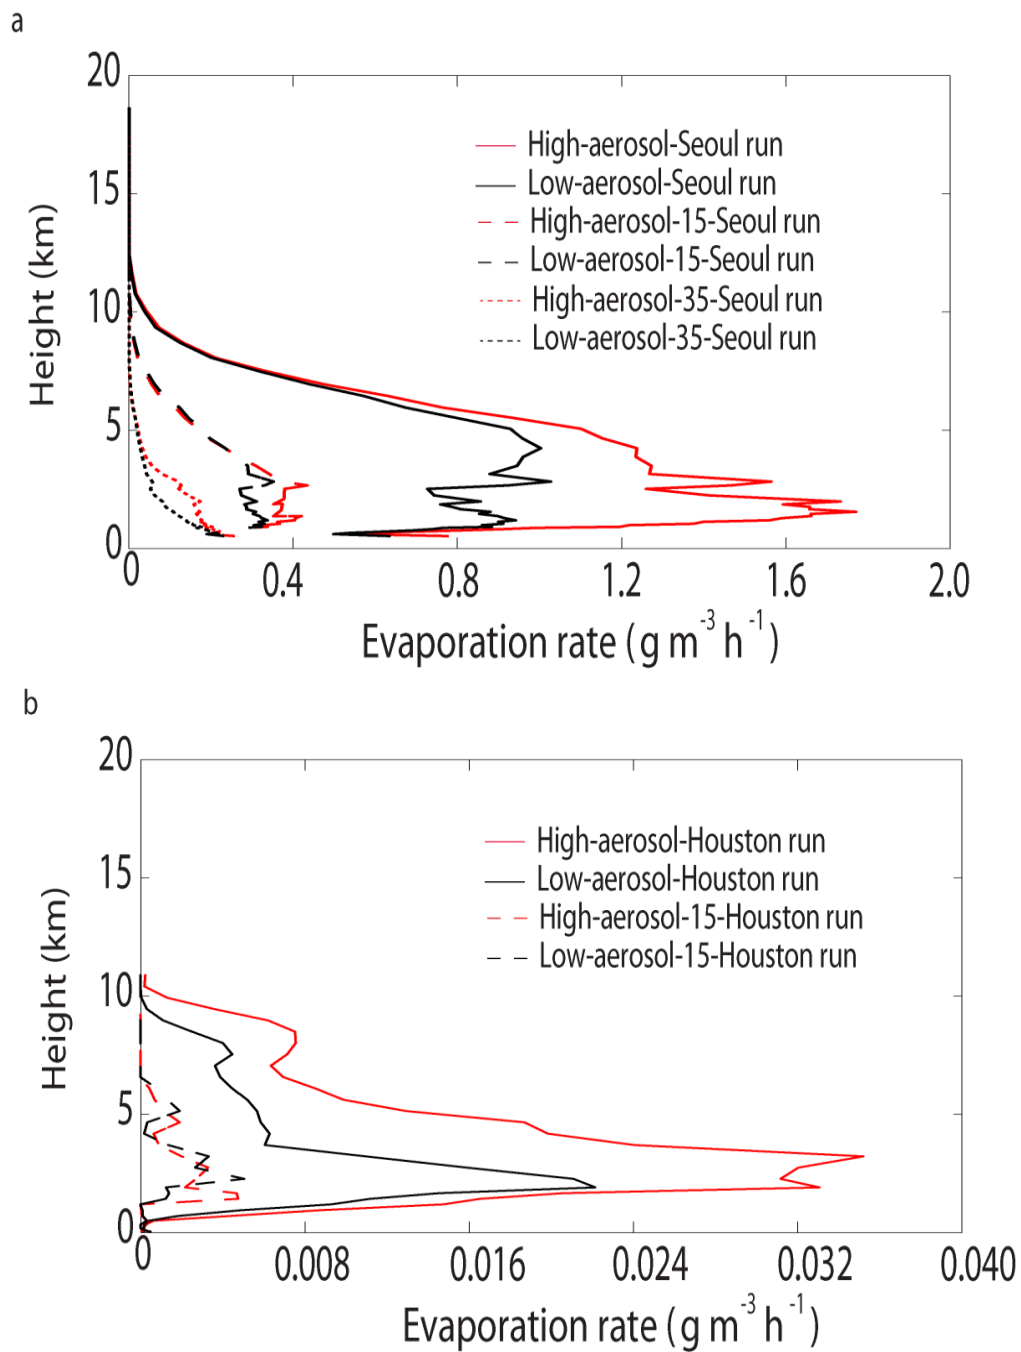 a
20
15
10
5
0
Height (km)
High-aerosol-Seoul run
Low-aerosol-Seoul run
High-aerosol-15-Seoul run
Low-aerosol-15-Seoul run
High-aerosol-35-Seoul run
Low-aerosol-35-Seoul run
0 0.4 0.8 1.2 1.6 2.0
Evaporation rate (g m⁻³ h⁻¹)
b
20
15
10
5
0
Height (km)
High-aerosol-Houston run
Low-aerosol-Houston run
High-aerosol-15-Houston run
Low-aerosol-15-Houston run
0 0.008 0.016 0.024 0.032 0.040
Evaporation rate (g m⁻³ h⁻¹)